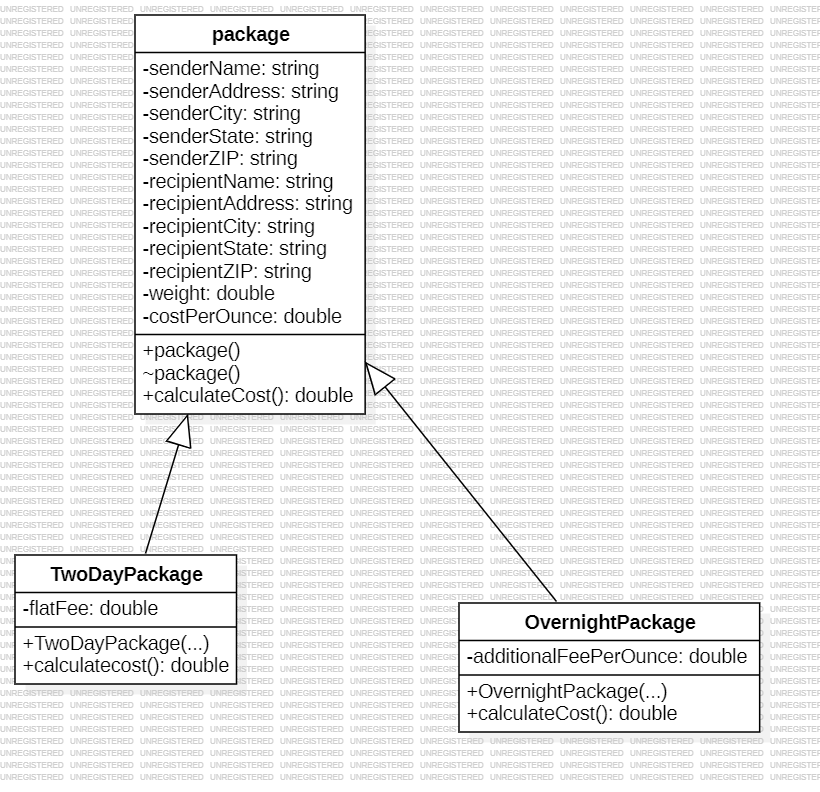 package
-senderName: string
-senderAddress: string
-senderCity: string
-senderState: string
-senderZIP: string
-recipientName: string
-recipientAddress: string
-recipientCity: string
-recipientState: string
-recipientZIP: string
-weight: double
-costPerOunce: double
+package()
~package()
+calculateCost(): double
TwoDayPackage
-flatFee: double
+TwoDayPackage(...)
+calculatecost(): double
OvernightPackage
-additionalFeePerOunce: double
+OvernightPackage(...)
+calculateCost(): double
UNREGISTERED